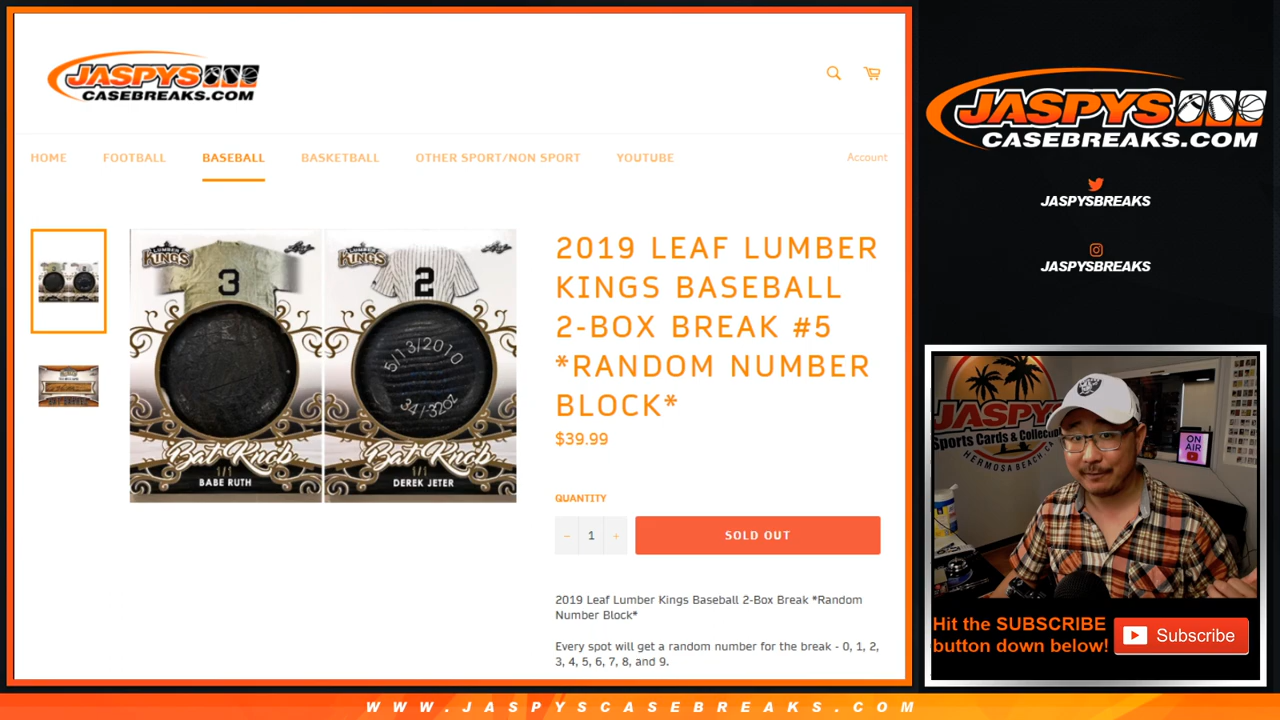 JASPYS
CASEBREAKS.COM
HOME
FOOTBALL
BASEBALL
BASKETBALL
OTHER SPORT/NON SPORT
YOUTUBE
Account
LUMBER
KINGS
Leaf
3
Bat Knob
1/1
BABE RUTH
LUMBER
KINGS
Leaf
2
5/13/2010
34/-32oz
Bat Knob
1/1
DEREK JETER
2019 LEAF LUMBER
KINGS BASEBALL
2-BOX BREAK #5
*RANDOM NUMBER
BLOCK*
$39.99
QUANTITY
− 1 +
SOLD OUT
2019 Leaf Lumber Kings Baseball 2-Box Break *Random
Number Block*
Every spot will get a random number for the break - 0, 1, 2,
3, 4, 5, 6, 7, 8, and 9.
JASPYS
CASEBREAKS.COM
JASPYSBREAKS
JASPYSBREAKS
JASPYS
Sports Cards & Collectib
HERMOSA BEACH, CA
ON
AIR
Hit the SUBSCRIBE
button down below!
Subscribe
WWW.JASPYSCASEBREAKS.COM